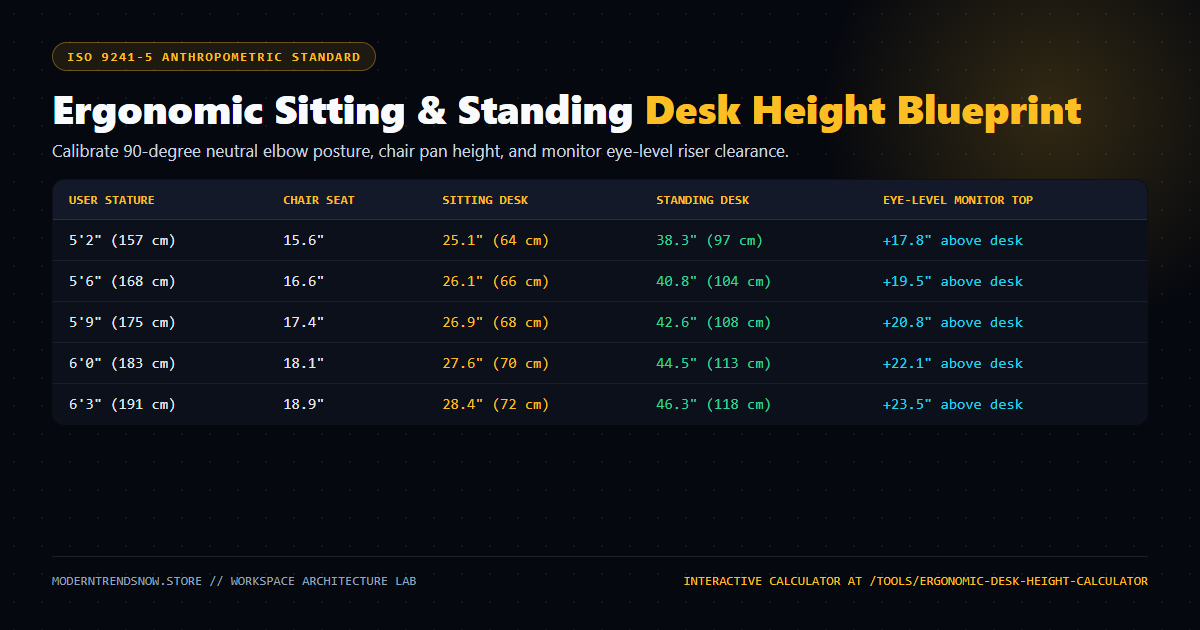 ISO 9241-5 ANTHROPOMETRIC STANDARD
Ergonomic Sitting & Standing Desk Height Blueprint
Calibrate 90-degree neutral elbow posture, chair pan height, and monitor eye-level riser clearance.
USER STATURE CHAIR SEAT SITTING DESK STANDING DESK EYE-LEVEL MONITOR TOP
5'2" (157 cm) 15.6" 25.1" (64 cm) 38.3" (97 cm) +17.8" above desk
5'6" (168 cm) 16.6" 26.1" (66 cm) 40.8" (104 cm) +19.5" above desk
5'9" (175 cm) 17.4" 26.9" (68 cm) 42.6" (108 cm) +20.8" above desk
6'0" (183 cm) 18.1" 27.6" (70 cm) 44.5" (113 cm) +22.1" above desk
6'3" (191 cm) 18.9" 28.4" (72 cm) 46.3" (118 cm) +23.5" above desk
MODERNTRENDSNOW.STORE // WORKSPACE ARCHITECTURE LAB
INTERACTIVE CALCULATOR AT /TOOLS/ERGONOMIC-DESK-HEIGHT-CALCULATOR